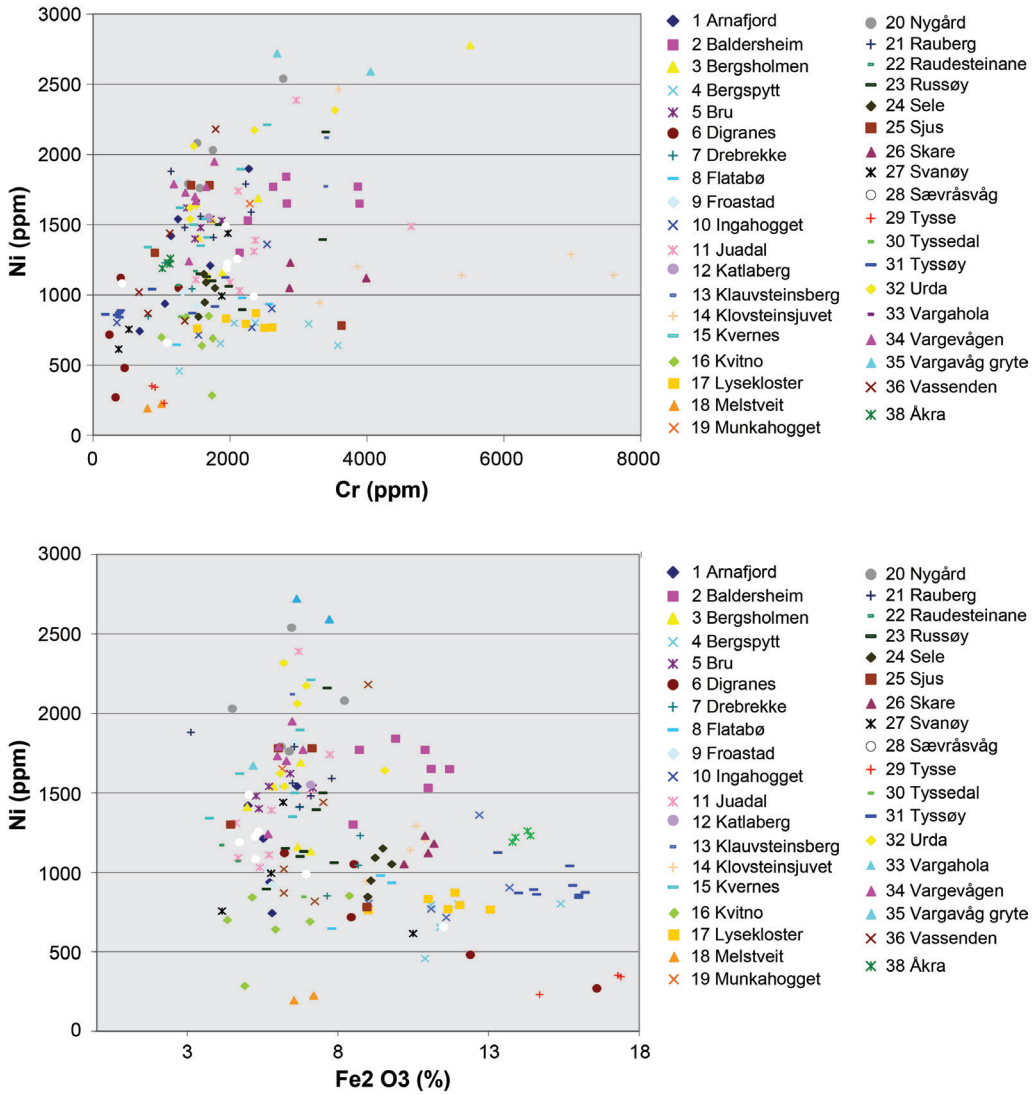 3000
2500
2000
1500
1000
500
0
Ni (ppm)
0
2000
4000
6000
8000
Cr (ppm)
1 Arnafjord
2 Baldersheim
3 Bergsholmen
4 Bergspytt
5 Bru
6 Digranes
7 Drebrekke
8 Flatabø
9 Froastad
10 Ingahogget
11 Juadal
12 Katlaberg
13 Klauvsteinsberg
14 Klovsteinsjuvet
15 Kvernes
16 Kvitno
17 Lysekloster
18 Melstveit
19 Munkahogget
20 Nygård
21 Rauberg
22 Raudesteinane
23 Russøy
24 Sele
25 Sjus
26 Skare
27 Svanøy
28 Sævråsvåg
29 Tysse
30 Tyssedal
31 Tyssøy
32 Urda
33 Vargahola
34 Vargevågen
35 Vargavåg gryte
36 Vassenden
38 Åkra
3000
2500
2000
1500
1000
500
0
Ni (ppm)
3
8
13
18
Fe2 O3 (%)
1 Arnafjord
2 Baldersheim
3 Bergsholmen
4 Bergspytt
5 Bru
6 Digranes
7 Drebrekke
8 Flatabø
9 Froastad
10 Ingahogget
11 Juadal
12 Katlaberg
13 Klauvsteinsberg
14 Klovsteinsjuvet
15 Kvernes
16 Kvitno
17 Lysekloster
18 Melstveit
19 Munkahogget
20 Nygård
21 Rauberg
22 Raudesteinane
23 Russøy
24 Sele
25 Sjus
26 Skare
27 Svanøy
28 Sævråsvåg
29 Tysse
30 Tyssedal
31 Tyssøy
32 Urda
33 Vargahola
34 Vargevågen
35 Vargavåg gryte
36 Vassenden
38 Åkra